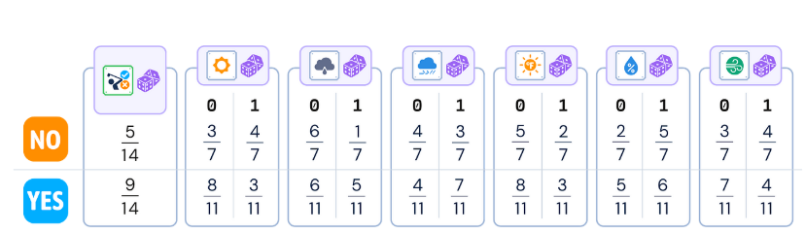 0 1 0 1 0 1 0 1 0 1 0 1
NO 5/14 3/7 4/7 6/7 1/7 4/7 3/7 5/7 2/7 2/7 5/7 3/7 4/7
YES 9/14 8/11 3/11 6/11 5/11 4/11 7/11 8/11 3/11 5/11 6/11 7/11 4/11